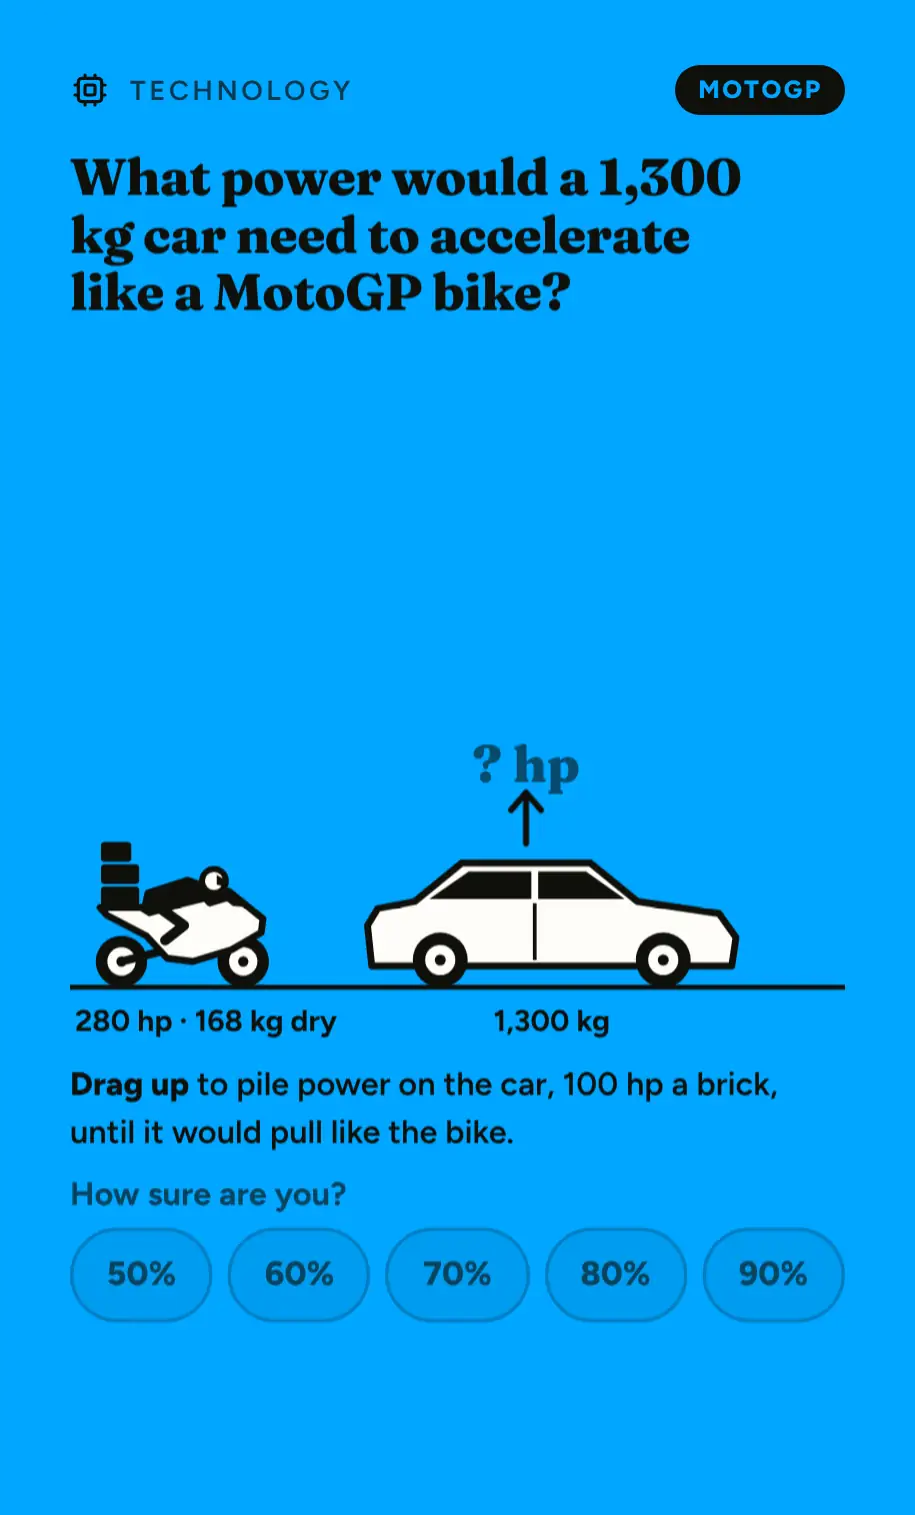 TECHNOLOGY
MOTOGP
What power would a 1,300
kg car need to accelerate
like a MotoGP bike?
? hp
280 hp · 168 kg dry
1,300 kg
Drag up to pile power on the car, 100 hp a brick,
until it would pull like the bike.
How sure are you?
50%
60%
70%
80%
90%